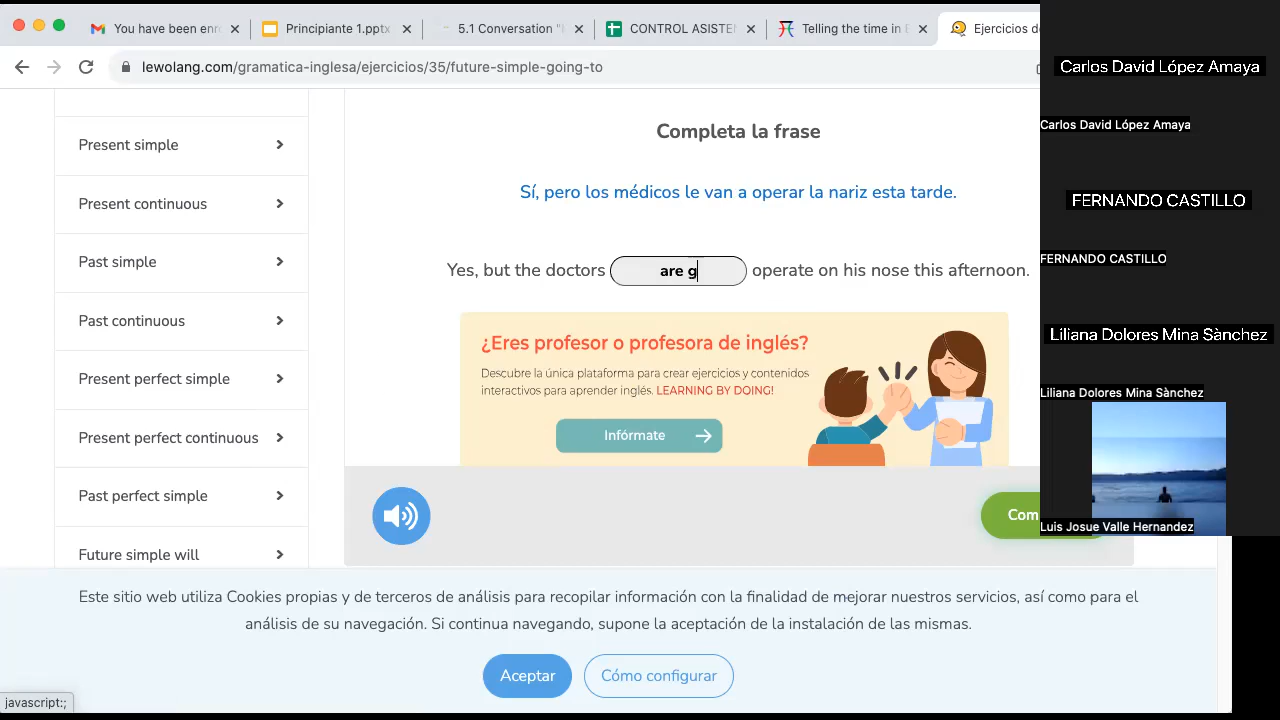 You have been enr
Principiante 1.pptx
5.1 Conversation "
CONTROL ASISTEN
Telling the time in E
Ejercicios de
lewolang.com/gramatica-inglesa/ejercicios/35/future-simple-going-to
Present simple
Present continuous
Past simple
Past continuous
Present perfect simple
Present perfect continuous
Past perfect simple
Future simple will
Completa la frase
Sí, pero los médicos le van a operar la nariz esta tarde.
Yes, but the doctors are g operate on his nose this afternoon.
¿Eres profesor o profesora de inglés?
Descubre la única plataforma para crear ejercicios y contenidos
interactivos para aprender inglés. LEARNING BY DOING!
Infórmate
Com
Este sitio web utiliza Cookies propias y de terceros de análisis para recopilar información con la finalidad de mejorar nuestros servicios, así como para el
análisis de su navegación. Si continua navegando, supone la aceptación de la instalación de las mismas.
Aceptar
Cómo configurar
javascript:;
Carlos David López Amaya
Carlos David López Amaya
FERNANDO CASTILLO
FERNANDO CASTILLO
Liliana Dolores Mina Sànchez
Liliana Dolores Mina Sànchez
Luis Josue Valle Hernandez